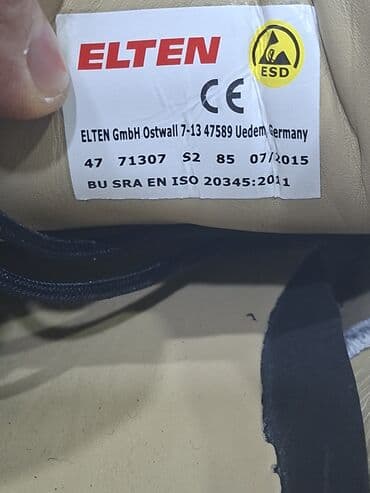 ELTEN
ESD
CE
ELTEN GmbH Ostwall 7-13 47589 Uedem Germany
47 71307 S2 85 07/2015
BU SRA EN ISO 20345:2011